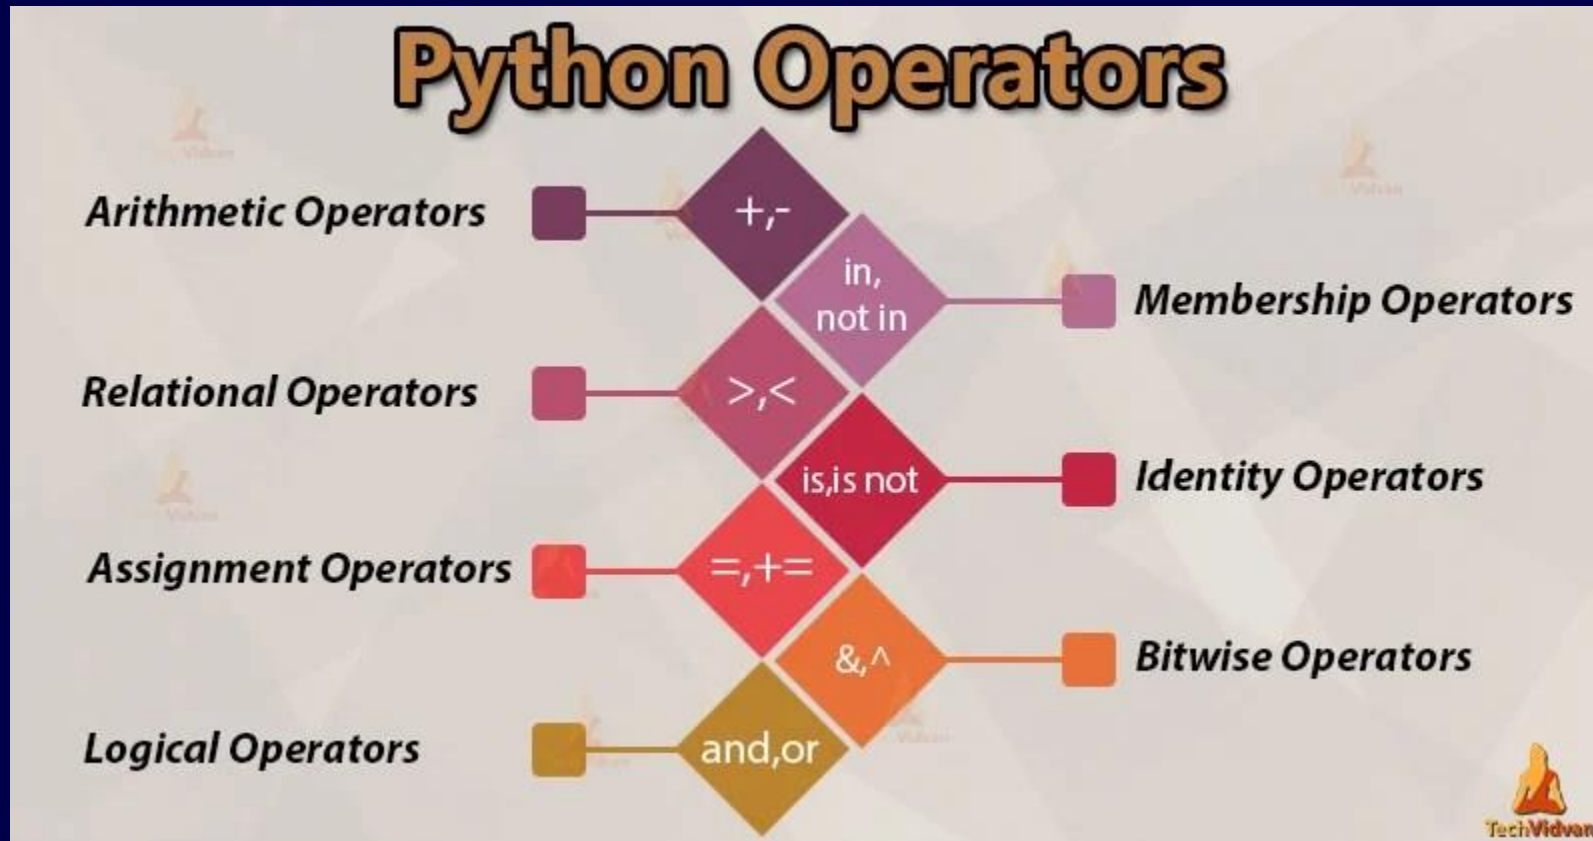 Python Operators
Arithmetic Operators
+,-
in,
not in
Membership Operators
Relational Operators
>,<
is,is not
Identity Operators
Assignment Operators
=,+=
&,^
Bitwise Operators
Logical Operators
and,or
TechVidvan